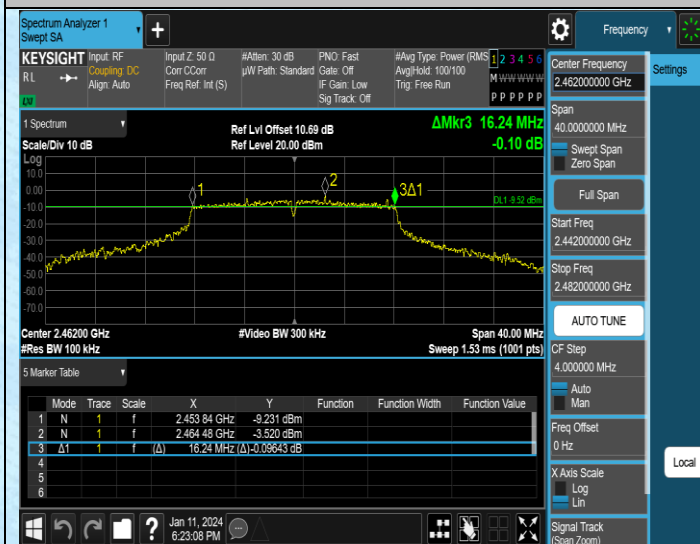 Spectrum Analyzer 1
Swept SA
+
Frequency
KEYSIGHT
RL
LXI
Input: RF
Coupling: DC
Align: Auto
Input Z: 50 Ω
Corr CCorr
Freq Ref: Int (S)
#Atten: 30 dB
µW Path: Standard
PNO: Fast
Gate: Off
IF Gain: Low
Sig Track: Off
#Avg Type: Power (RMS
Avg|Hold: 100/100
Trig: Free Run
1 2 3 4 5 6
M W W W W W
P P P P P P
1 Spectrum
Scale/Div 10 dB
Ref Lvl Offset 10.69 dB
Ref Level 20.00 dBm
ΔMkr3 16.24 MHz
-0.10 dB
Log
10.0
0.00
-10.0
-20.0
-30.0
-40.0
-50.0
-60.0
-70.0
1
2
3Δ1
DL1 -9.52 dBm
Center 2.46200 GHz
#Res BW 100 kHz
#Video BW 300 kHz
Span 40.00 MHz
Sweep 1.53 ms (1001 pts)
5 Marker Table
Mode Trace Scale X Y Function Function Width Function Value
1 N 1 f 2.453 84 GHz -9.231 dBm
2 N 1 f 2.464 48 GHz -3.520 dBm
3 Δ1 1 f (Δ) 16.24 MHz (Δ) -0.09643 dB
4
5
6
Jan 11, 2024
6:23:08 PM
?
Center Frequency
2.462000000 GHz
Span
40.0000000 MHz
Swept Span
Zero Span
Full Span
Start Freq
2.442000000 GHz
Stop Freq
2.482000000 GHz
AUTO TUNE
CF Step
4.000000 MHz
Auto
Man
Freq Offset
0 Hz
X Axis Scale
Log
Lin
Signal Track
(Span Zoom)
Settings
Local